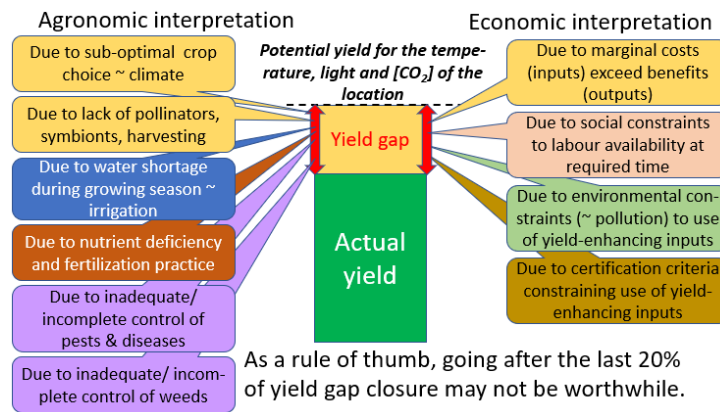 Agronomic interpretation
Due to sub-optimal crop
choice ~ climate
Due to lack of pollinators,
symbionts, harvesting
Due to water shortage
during growing season ~
irrigation
Due to nutrient deficiency
and fertilization practice
Due to inadequate/
incomplete control of
pests & diseases
Due to inadequate/ incom-
plete control of weeds
Potential yield for the tempe-
rature, light and [CO₂] of the
location
Yield gap
Actual
yield
Economic interpretation
Due to marginal costs
(inputs) exceed benefits
(outputs)
Due to social constraints
to labour availability at
required time
Due to environmental con-
straints (~ pollution) to use
of yield-enhancing inputs
Due to certification criteria
constraining use of yield-
enhancing inputs
As a rule of thumb, going after the last 20%
of yield gap closure may not be worthwhile.